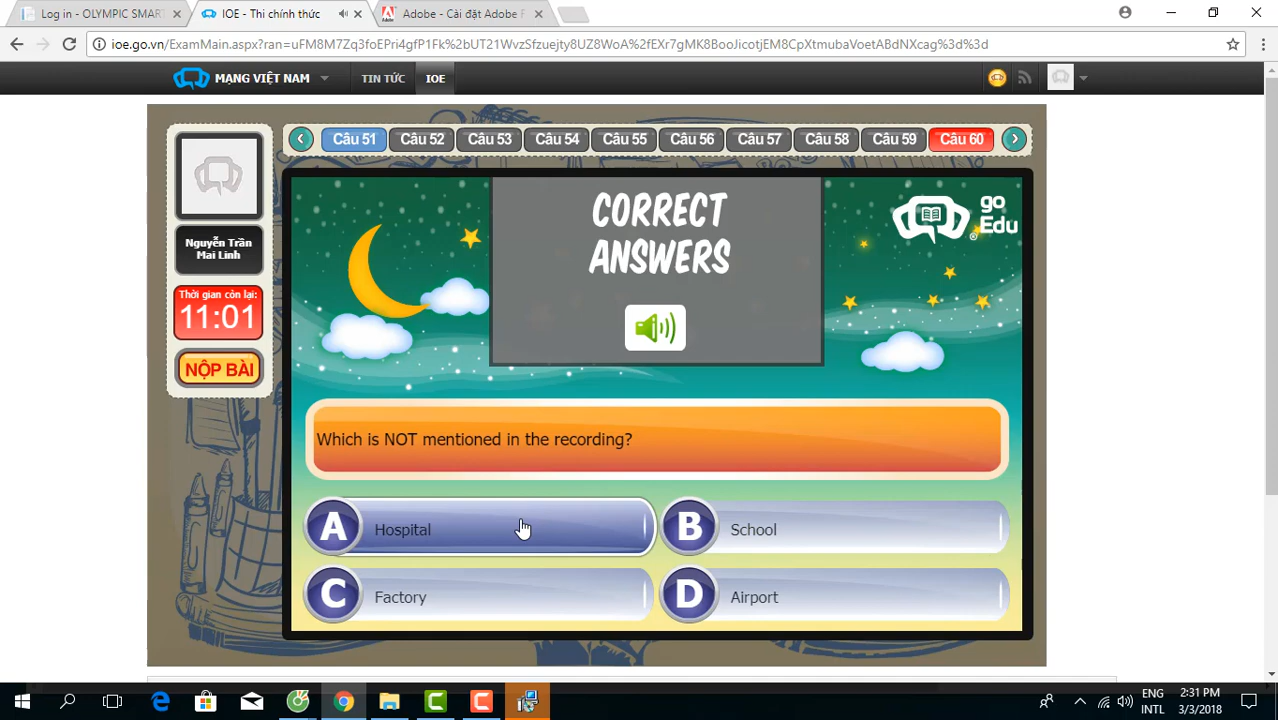 Log in - OLYMPIC SMAR
IOE - Thi chính thức
Adobe - Cài đặt Adobe F
ioe.go.vn/ExamMain.aspx?ran=uFM8M7Zq3foEPri4gfP1Fk%2bUT21WvzSfzuejty8UZ8WoA%2fEXr7gMK8BooJicotjEM8CpXtmubaVoetABdNXcag%3d%3d
MẠNG VIỆT NAM
TIN TỨC
IOE
Câu 51
Câu 52
Câu 53
Câu 54
Câu 55
Câu 56
Câu 57
Câu 58
Câu 59
Câu 60
Nguyễn Trần
Mai Linh
Thời gian còn lại:
11:01
NỘP BÀI
CORRECT
ANSWERS
go
Edu
Which is NOT mentioned in the recording?
A Hospital
B School
C Factory
D Airport
ENG
INTL
2:31 PM
3/3/2018